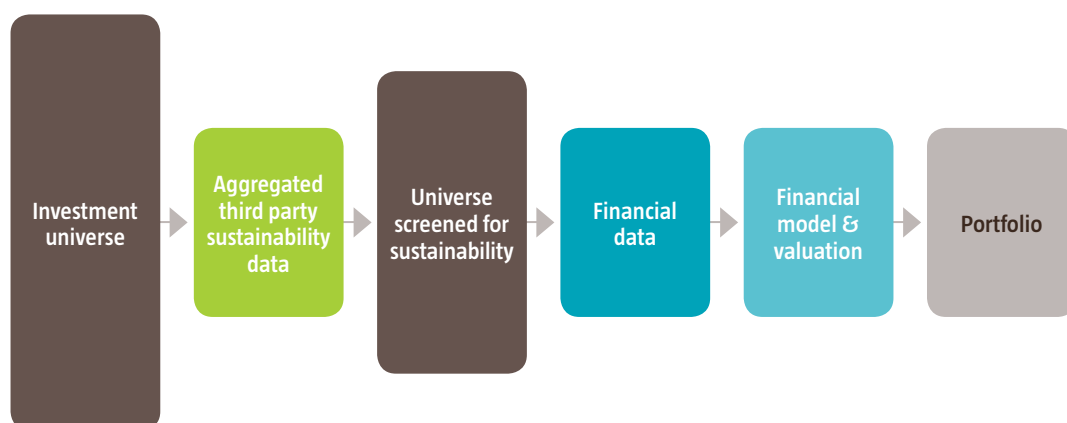 Investment
universe
Aggregated
third party
sustainability
data
Universe
screened for
sustainability
Financial
data
Financial
model &
valuation
Portfolio